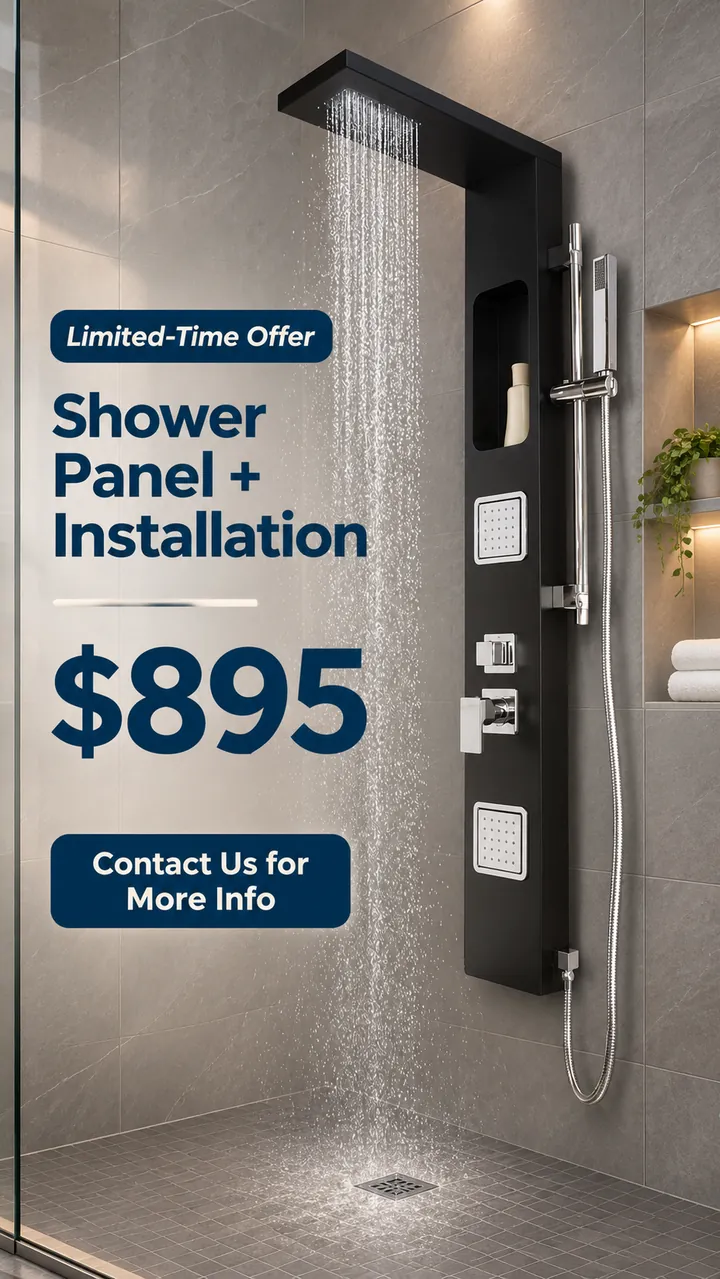 Limited-Time Offer
Shower
Panel +
Installation
$895
Contact Us for
More Info